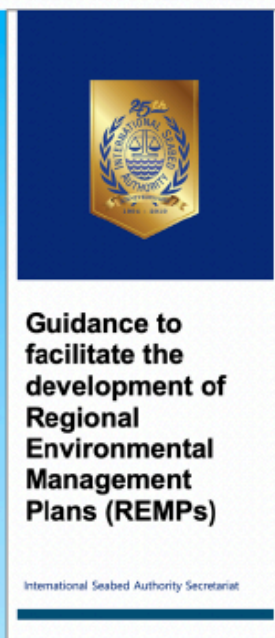 25th
INTERNATIONAL SEABED AUTHORITY
1994 - 2019
Guidance to
facilitate the
development of
Regional
Environmental
Management
Plans (REMPs)
International Seabed Authority Secretariat